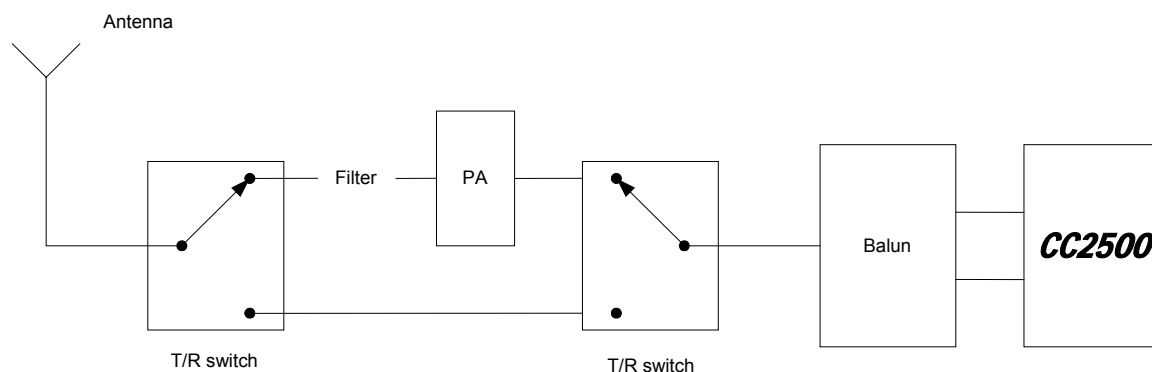 Antenna
Filter
PA
Balun
CC2500
T/R switch
T/R switch